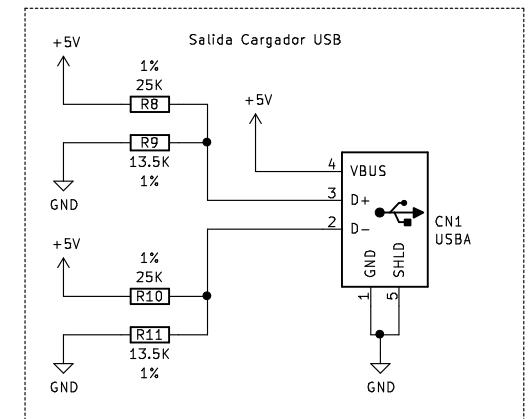 Salida Cargador USB
+5V
1%
25K
R8
R9
13.5K
1%
GND
+5V
4 VBUS
3 D+
2 D-
GND
SHLD
1
5
CN1
USBA
GND
+5V
1%
25K
R10
R11
13.5K
1%
GND